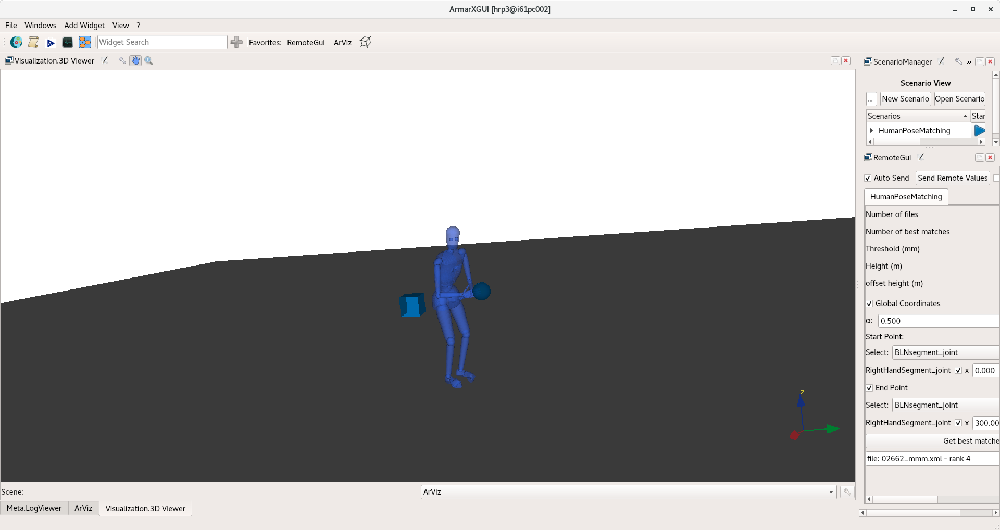 ArmarXGUI [hrp3@i61pc002]
File Windows Add Widget View ?
Widget Search Favorites: RemoteGui ArViz
Visualization.3D Viewer
Z
Y
X
Scene: ArViz
Meta.LogViewer ArViz Visualization.3D Viewer
ScenarioManager »
Scenario View
... New Scenario Open Scenario
Scenarios Star
HumanPoseMatching
RemoteGui
Auto Send Send Remote Values
HumanPoseMatching
Number of files
Number of best matches
Threshold (mm)
Height (m)
offset height (m)
Global Coordinates
α: 0.500
Start Point:
Select: BLNsegment_joint
RightHandSegment_joint x 0.000
End Point
Select: BLNsegment_joint
RightHandSegment_joint x 300.00
Get best matche
file: 02662_mmm.xml - rank 4